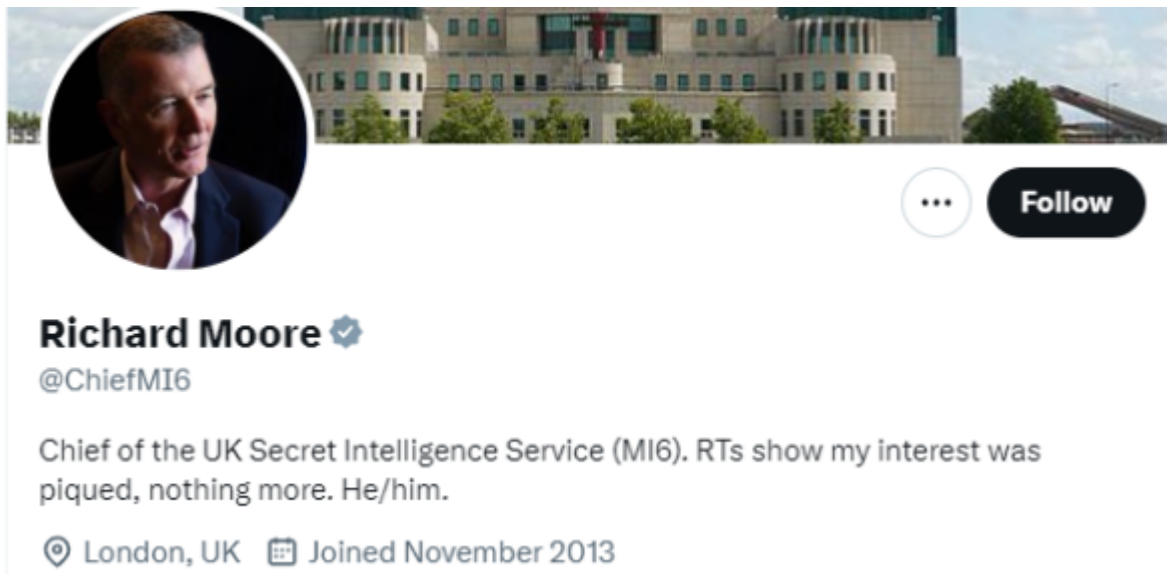 Follow
Richard Moore
@ChiefMI6
Chief of the UK Secret Intelligence Service (MI6). RTs show my interest was
piqued, nothing more. He/him.
London, UK Joined November 2013